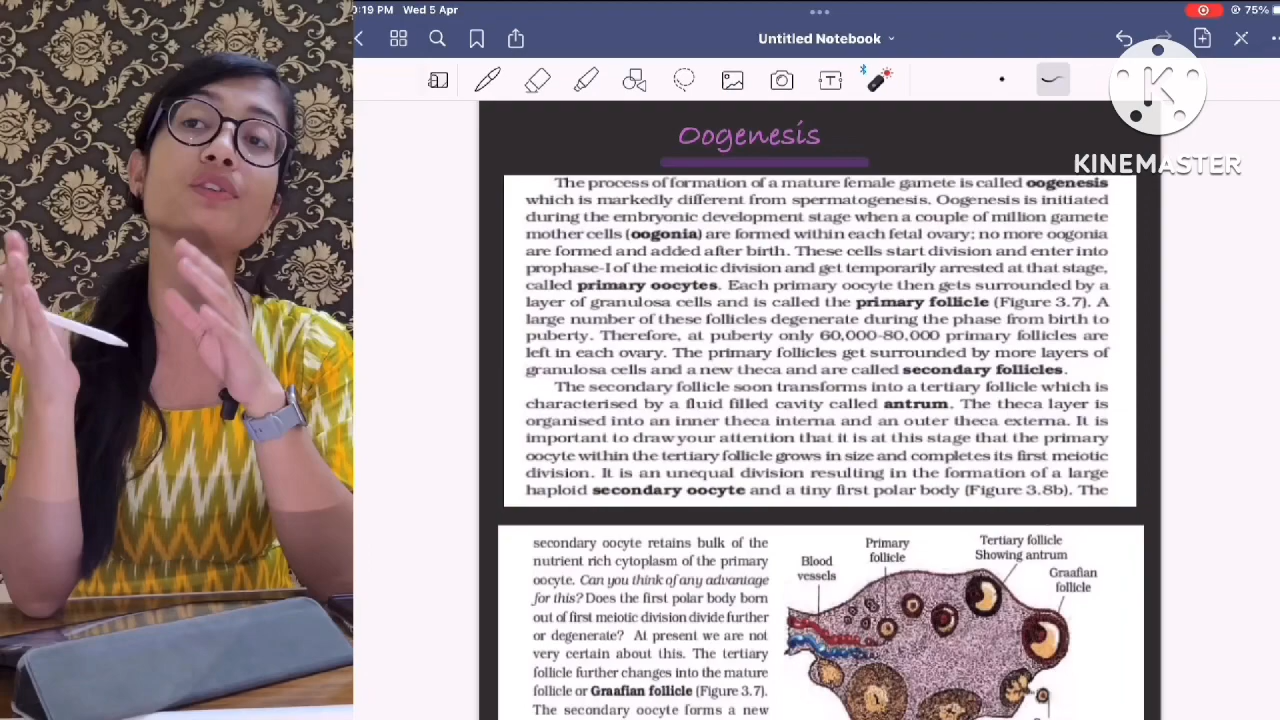 0:19 PM Wed 5 Apr
75%
Untitled Notebook
KINEMASTER
Oogenesis
The process of formation of a mature female gamete is called oogenesis
which is markedly different from spermatogenesis. Oogenesis is initiated
during the embryonic development stage when a couple of million gamete
mother cells (oogonia) are formed within each fetal ovary; no more oogonia
are formed and added after birth. These cells start division and enter into
prophase-I of the meiotic division and get temporarily arrested at that stage,
called primary oocytes. Each primary oocyte then gets surrounded by a
layer of granulosa cells and is called the primary follicle (Figure 3.7). A
large number of these follicles degenerate during the phase from birth to
puberty. Therefore, at puberty only 60,000-80,000 primary follicles are
left in each ovary. The primary follicles get surrounded by more layers of
granulosa cells and a new theca and are called secondary follicles.
The secondary follicle soon transforms into a tertiary follicle which is
characterised by a fluid filled cavity called antrum. The theca layer is
organised into an inner theca interna and an outer theca externa. It is
important to draw your attention that it is at this stage that the primary
oocyte within the tertiary follicle grows in size and completes its first meiotic
division. It is an unequal division resulting in the formation of a large
haploid secondary oocyte and a tiny first polar body (Figure 3.8b). The
secondary oocyte retains bulk of the
nutrient rich cytoplasm of the primary
oocyte. Can you think of any advantage
for this? Does the first polar body born
out of first meiotic division divide further
or degenerate? At present we are not
very certain about this. The tertiary
follicle further changes into the mature
follicle or Graafian follicle (Figure 3.7).
The secondary oocyte forms a new
Blood
vessels
Primary
follicle
Tertiary follicle
Showing antrum
Graafian
follicle